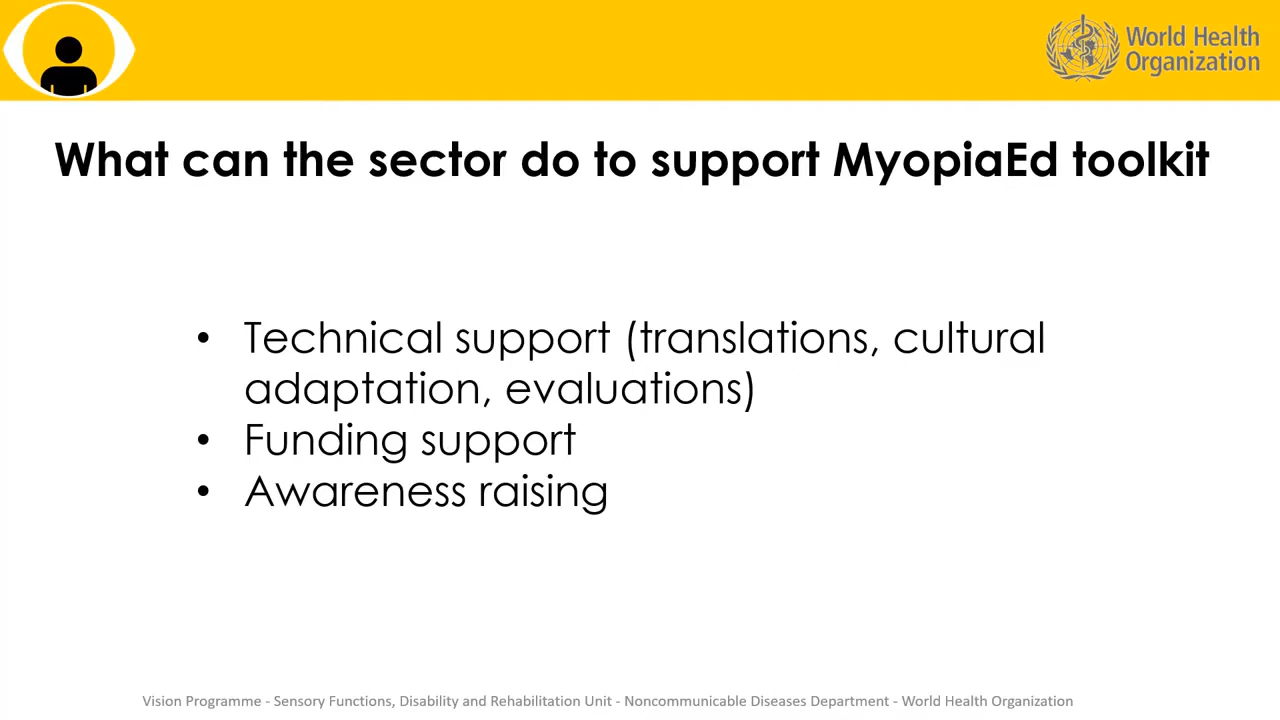 World Health
Organization
What can the sector do to support MyopiaEd toolkit
• Technical support (translations, cultural
adaptation, evaluations)
• Funding support
• Awareness raising
Vision Programme - Sensory Functions, Disability and Rehabilitation Unit - Noncommunicable Diseases Department - World Health Organization